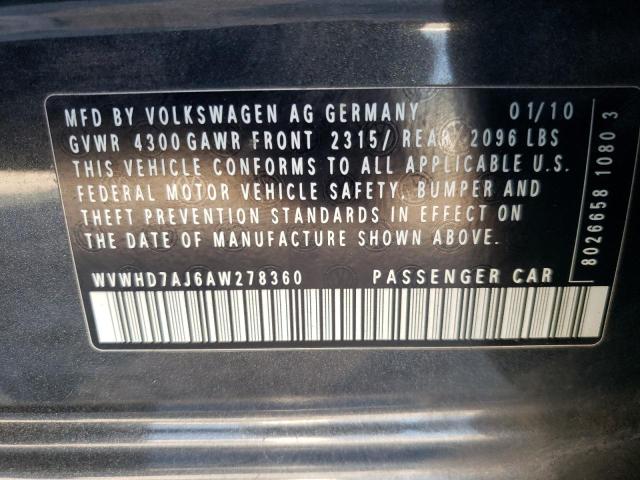 MFD BY VOLKSWAGEN AG GERMANY 01/10
GVWR 4300 GAWR FRONT 2315/ REAR 2096 LBS
THIS VEHICLE CONFORMS TO ALL APPLICABLE U.S.
FEDERAL MOTOR VEHICLE SAFETY, BUMPER AND
THEFT PREVENTION STANDARDS IN EFFECT ON
THE DATE OF MANUFACTURE SHOWN ABOVE.
WVWHD7AJ6AW278360 PASSENGER CAR
8026658 1080 3